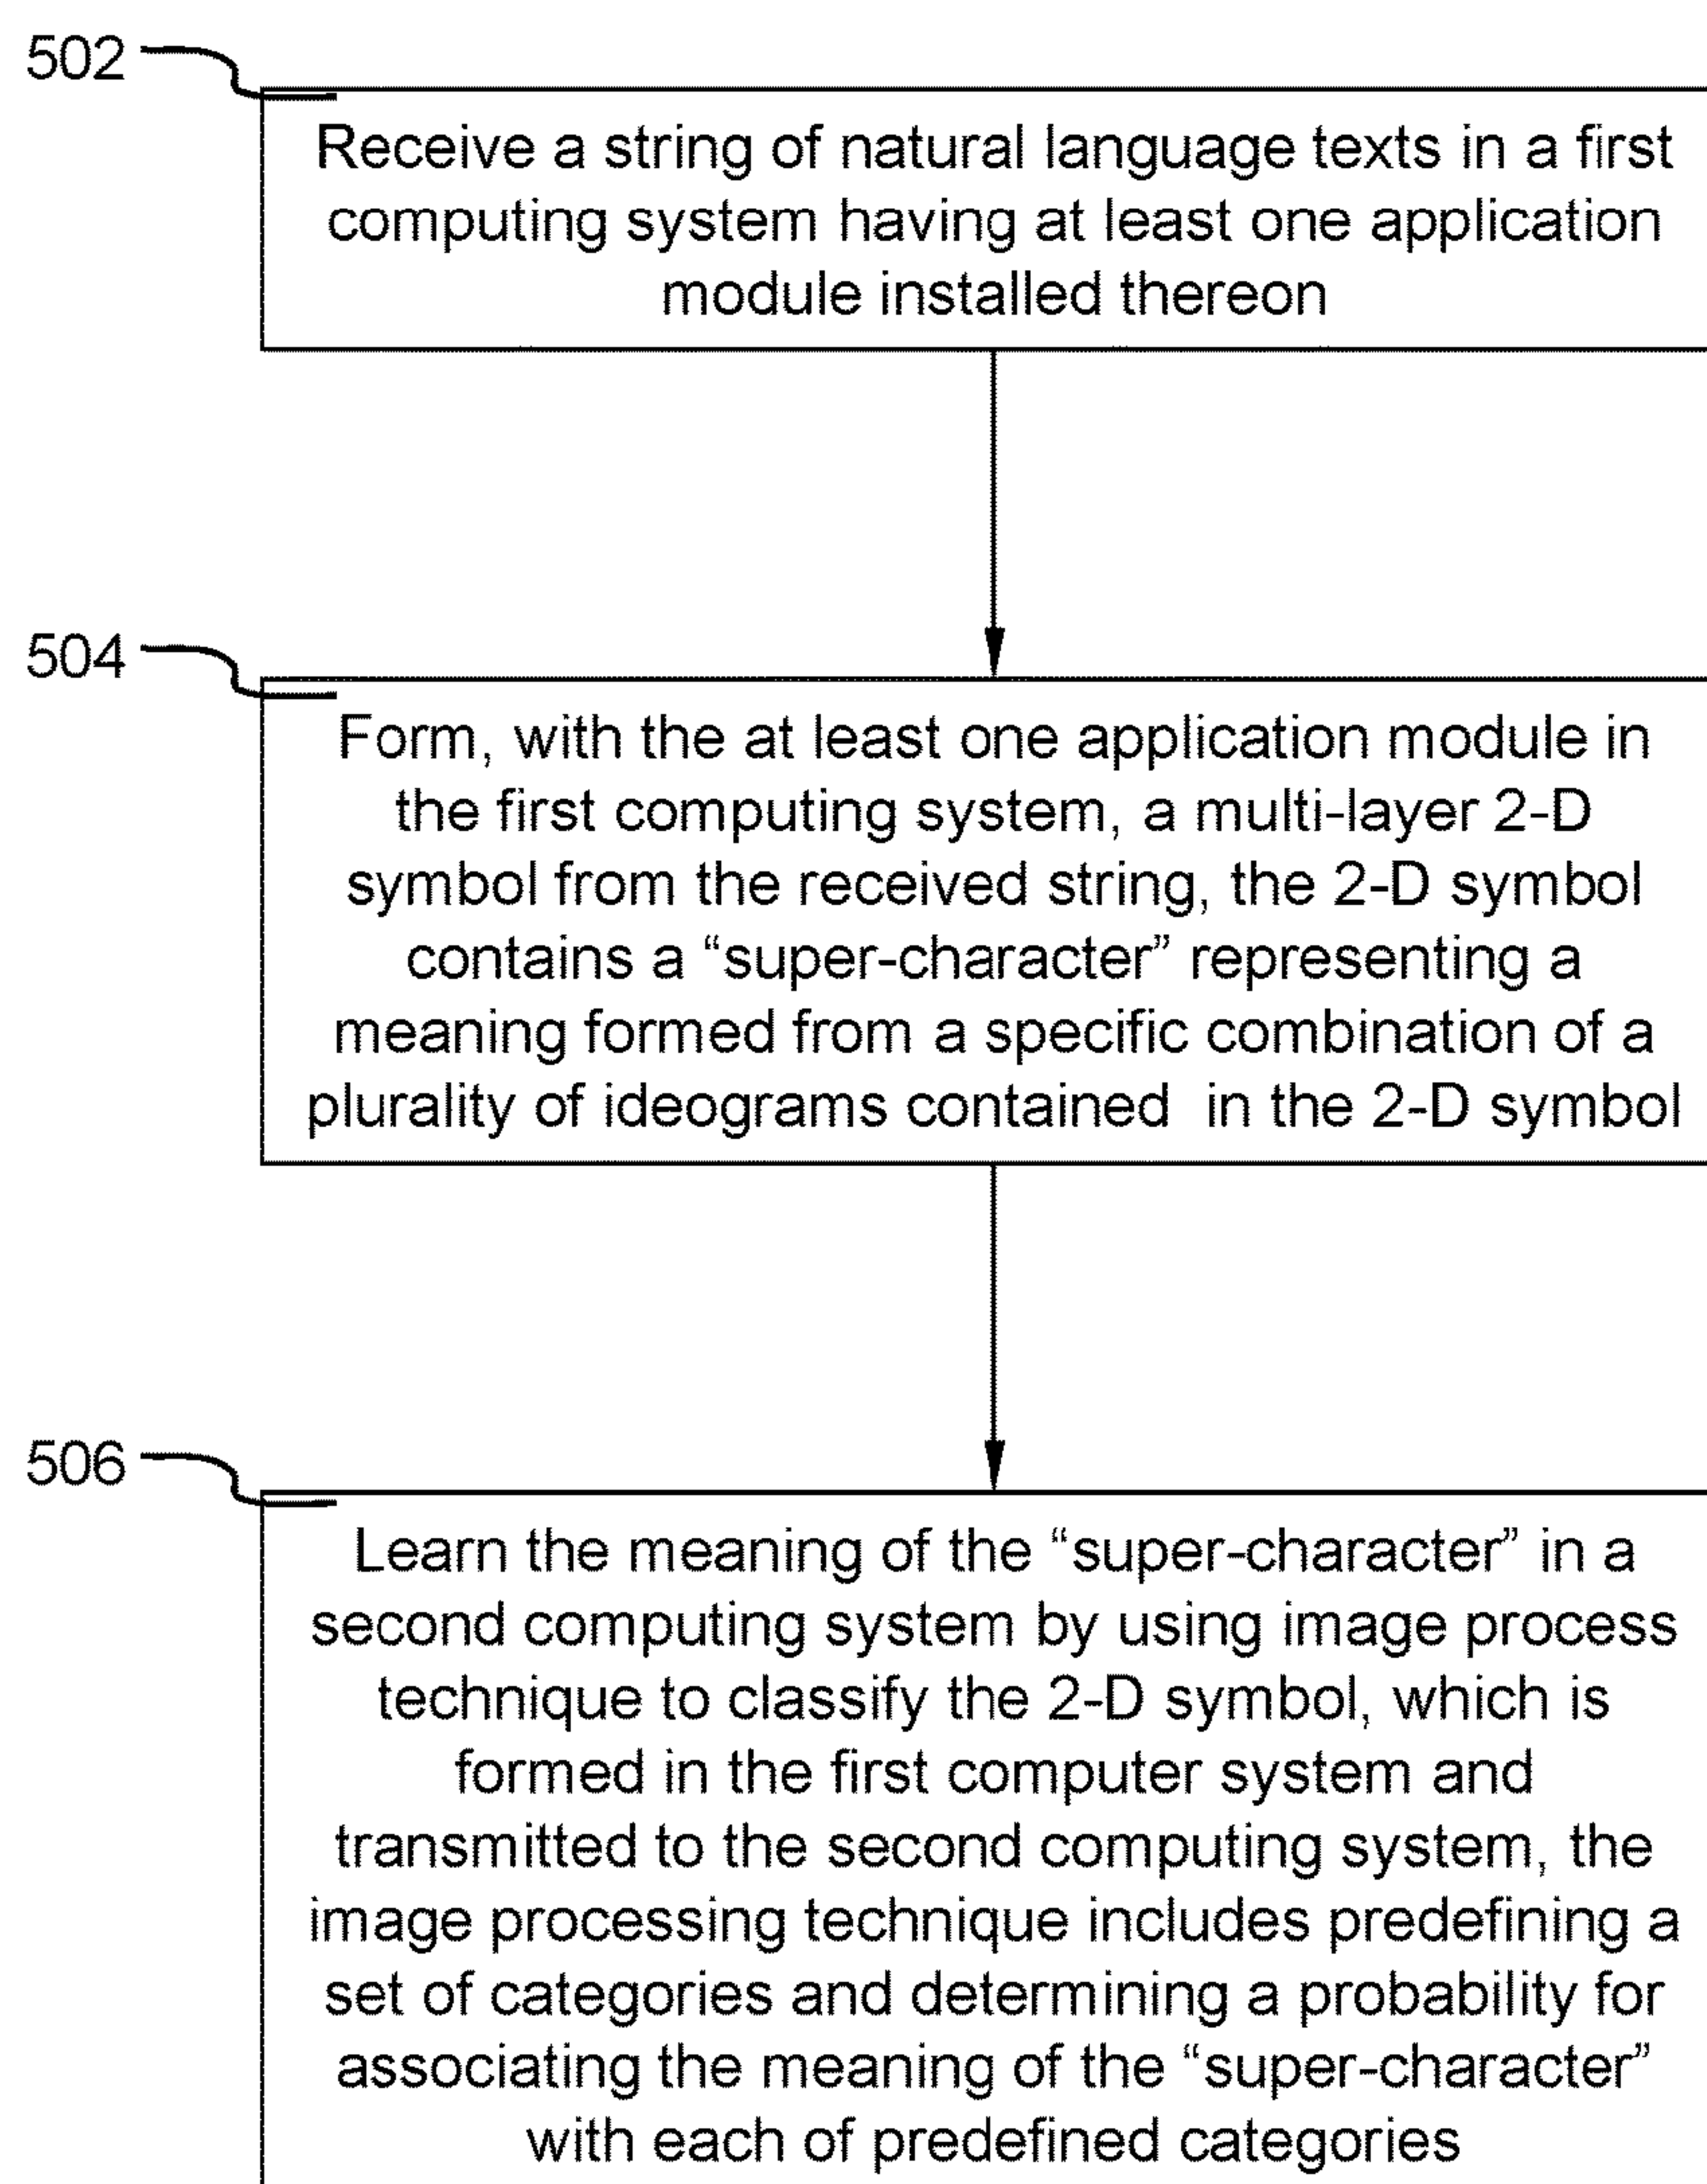 502
Receive a string of natural language texts in a first
computing system having at least one application
module installed thereon
504
Form, with the at least one application module in
the first computing system, a multi-layer 2-D
symbol from the received string, the 2-D symbol
contains a “super-character” representing a
meaning formed from a specific combination of a
plurality of ideograms contained  in the 2-D symbol
506
Learn the meaning of the “super-character” in a
second computing system by using image process
technique to classify the 2-D symbol, which is
formed in the first computer system and
transmitted to the second computing system, the
image processing technique includes predefining a
set of categories and determining a probability for
associating the meaning of the “super-character”
with each of predefined categories